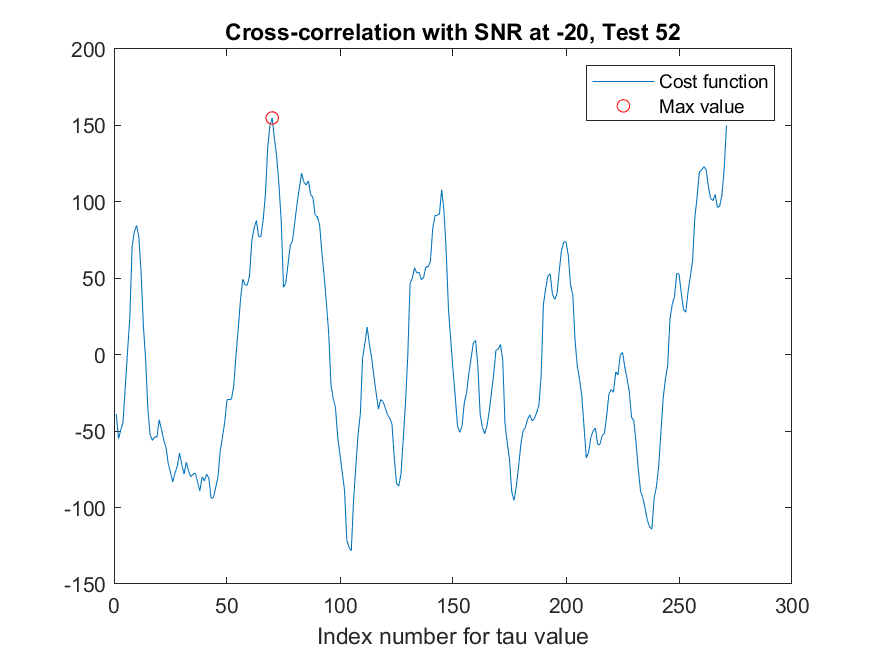 Cross-correlation with SNR at -20, Test 52
200
150
100
50
0
-50
-100
-150
Cost function
Max value
0 50 100 150 200 250 300
Index number for tau value